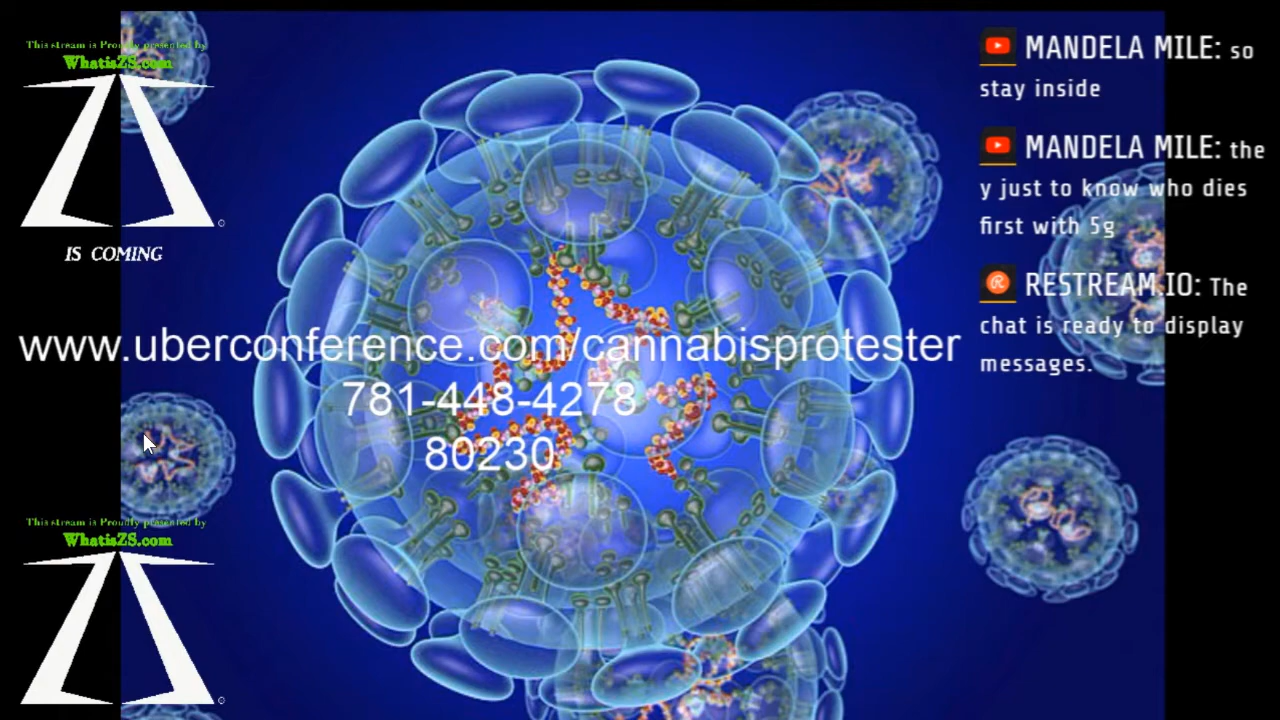 This stream is Proudly presented by
WhatisZS.com
IS COMING
www.uberconference.com/cannabisprotester
781-448-4278
80230
This stream is Proudly presented by
WhatisZS.com
MANDELA MILE: so
stay inside
MANDELA MILE: the
y just to know who dies
first with 5g
RESTREAM.IO: The
chat is ready to display
messages.